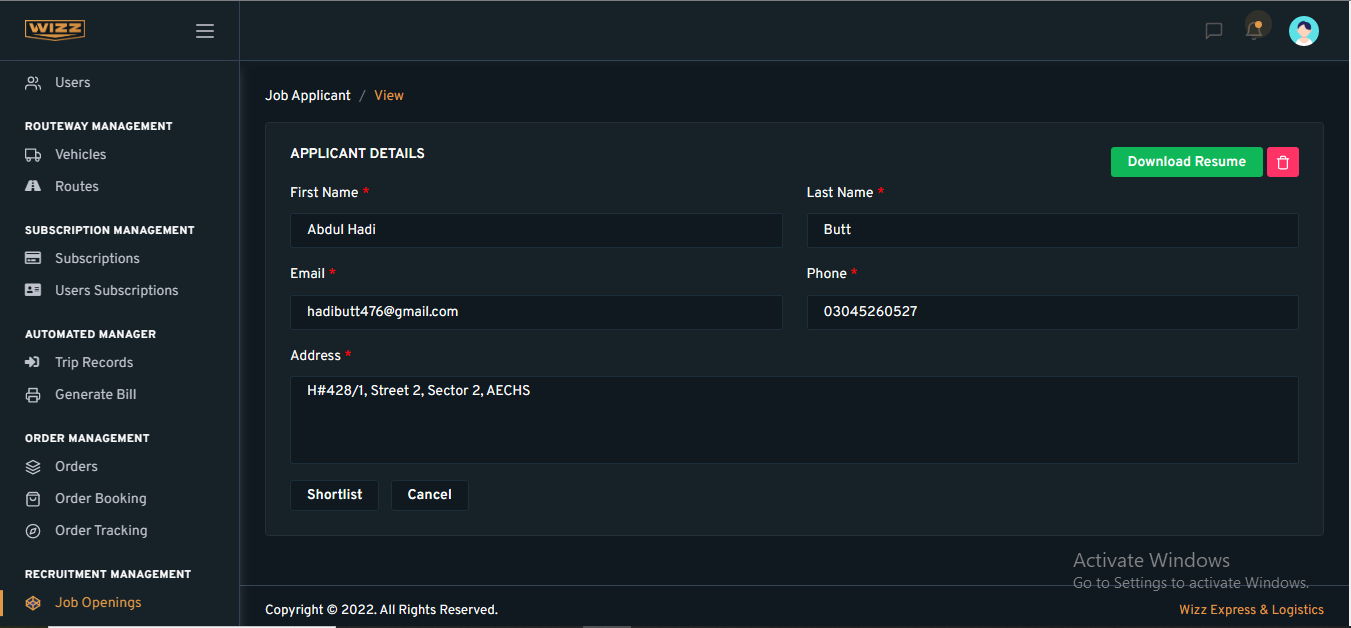 WIZZ
Users
ROUTEWAY MANAGEMENT
Vehicles
Routes
SUBSCRIPTION MANAGEMENT
Subscriptions
Users Subscriptions
AUTOMATED MANAGER
Trip Records
Generate Bill
ORDER MANAGEMENT
Orders
Order Booking
Order Tracking
RECRUITMENT MANAGEMENT
Job Openings
Job Applicant / View
APPLICANT DETAILS
Download Resume
First Name *
Last Name *
Abdul Hadi
Butt
Email *
Phone *
hadibutt476@gmail.com
03045260527
Address *
H#428/1, Street 2, Sector 2, AECHS
Shortlist
Cancel
Activate Windows
Go to Settings to activate Windows.
Copyright © 2022. All Rights Reserved.
Wizz Express & Logistics